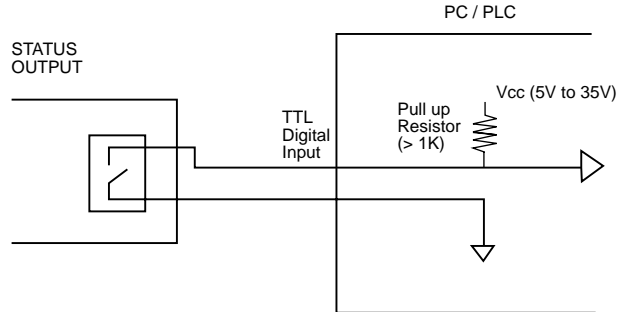 PC / PLC
STATUS
OUTPUT
Vcc (5V to 35V)
TTL
Digital
Input
Pull up
Resistor
(> 1K)